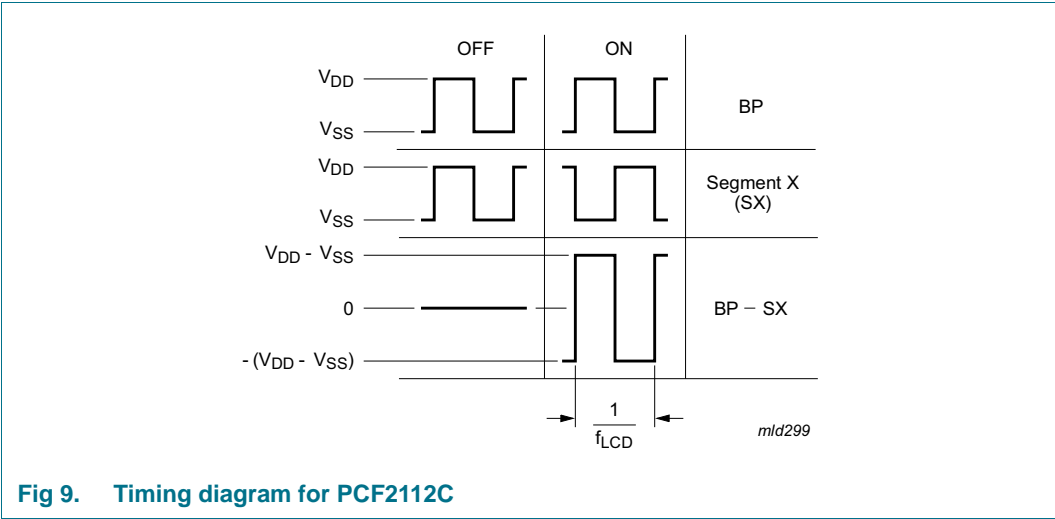 OFF ON
VDD
VSS
BP
VDD
VSS
Segment X
(SX)
VDD - VSS
0
- (VDD - VSS)
BP − SX
1
fLCD
mld299
Fig 9. Timing diagram for PCF2112C